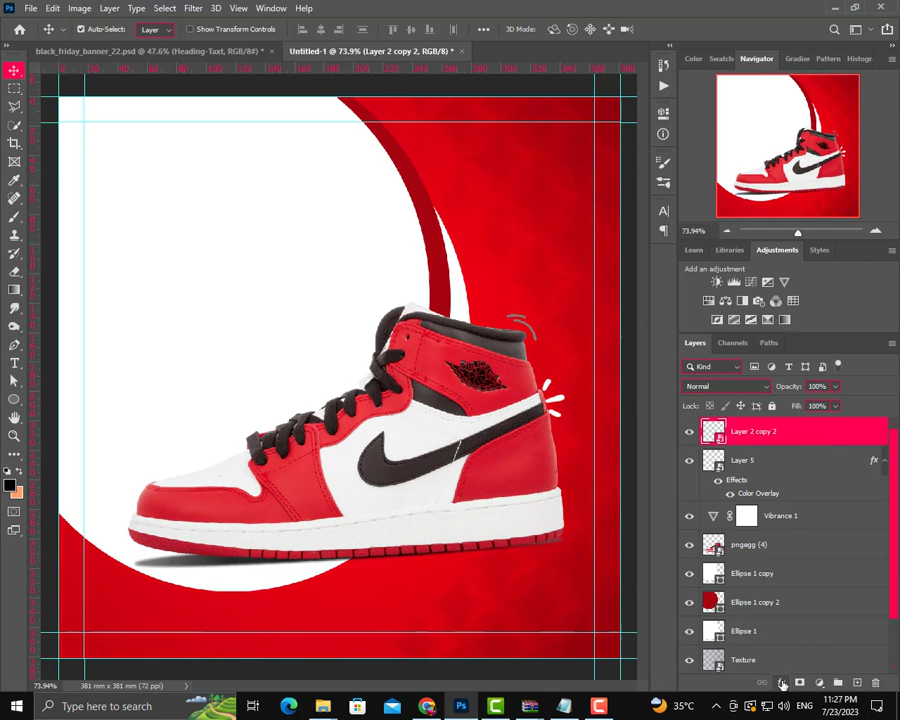 File Edit Image Layer Type Select Filter 3D View Window Help
Auto-Select: Layer Show Transform Controls 3D Mode:
black_friday_banner_22.psd @ 47.6% (Heading-Taxt, RGB/8#) * × Untitled-1 @ 73.9% (Layer 2 copy 2, RGB/8) * ×
Color Swatch Navigator Gradier Pattern Histogr
73.94%
Learn Libraries Adjustments Styles
Add an adjustment
Layers Channels Paths
Kind
Normal Opacity: 100%
Lock: Fill: 100%
Layer 2 copy 2
Layer 5 fx
Effects
Color Overlay
Vibrance 1
pngegg (4)
Ellipse 1 copy
Ellipse 1 copy 2
Ellipse 1
Texture
73.94% 381 mm x 381 mm (72 ppi)
Type here to search
35°C
ENG
11:27 PM
7/23/2023